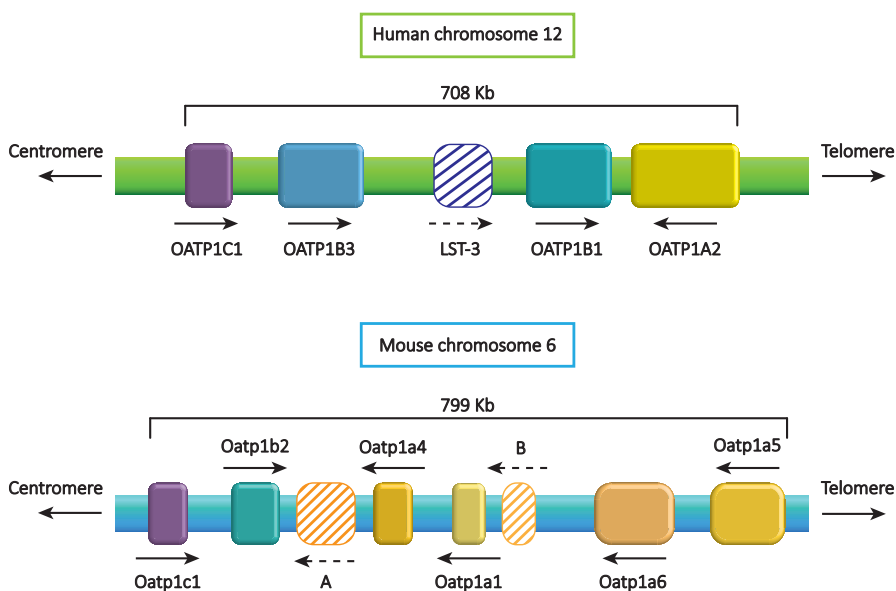 Human chromosome 12
708 Kb
Centromere
Telomere
OATP1C1
OATP1B3
LST-3
OATP1B1
OATP1A2
Mouse chromosome 6
799 Kb
Oatp1b2
Oatp1a4
B
Oatp1a5
Centromere
Telomere
Oatp1c1
A
Oatp1a1
Oatp1a6